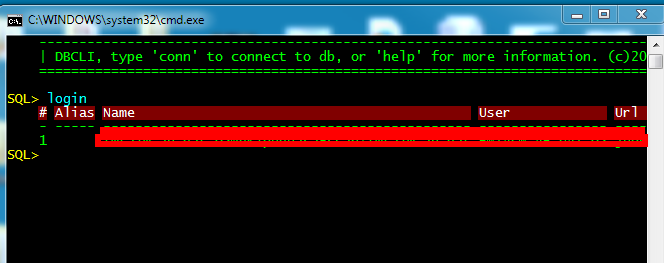 C:\WINDOWS\system32\cmd.exe
| DBCLI, type 'conn' to connect to db, or 'help' for more information. (c)20
SQL> login
# Alias Name User Url
1
SQL>